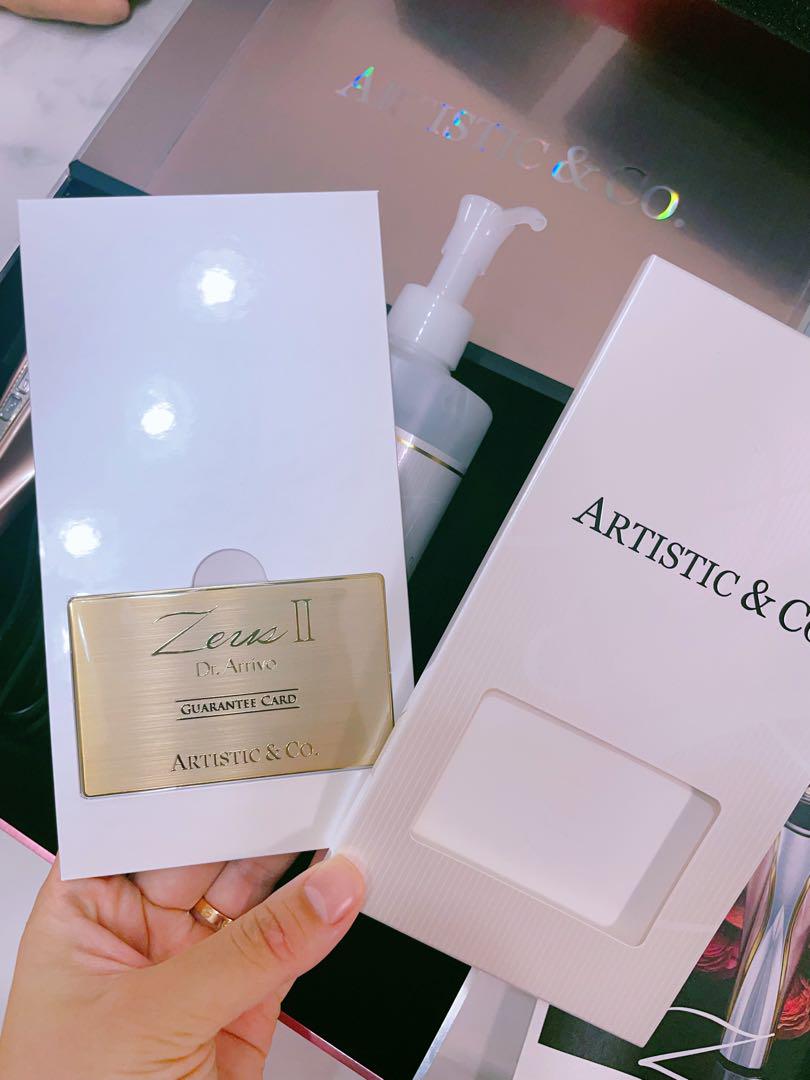 ARTISTIC & CO.
ARTISTIC & CO
Zeus II
Dr. Arrivo
GUARANTEE CARD
ARTISTIC & CO.